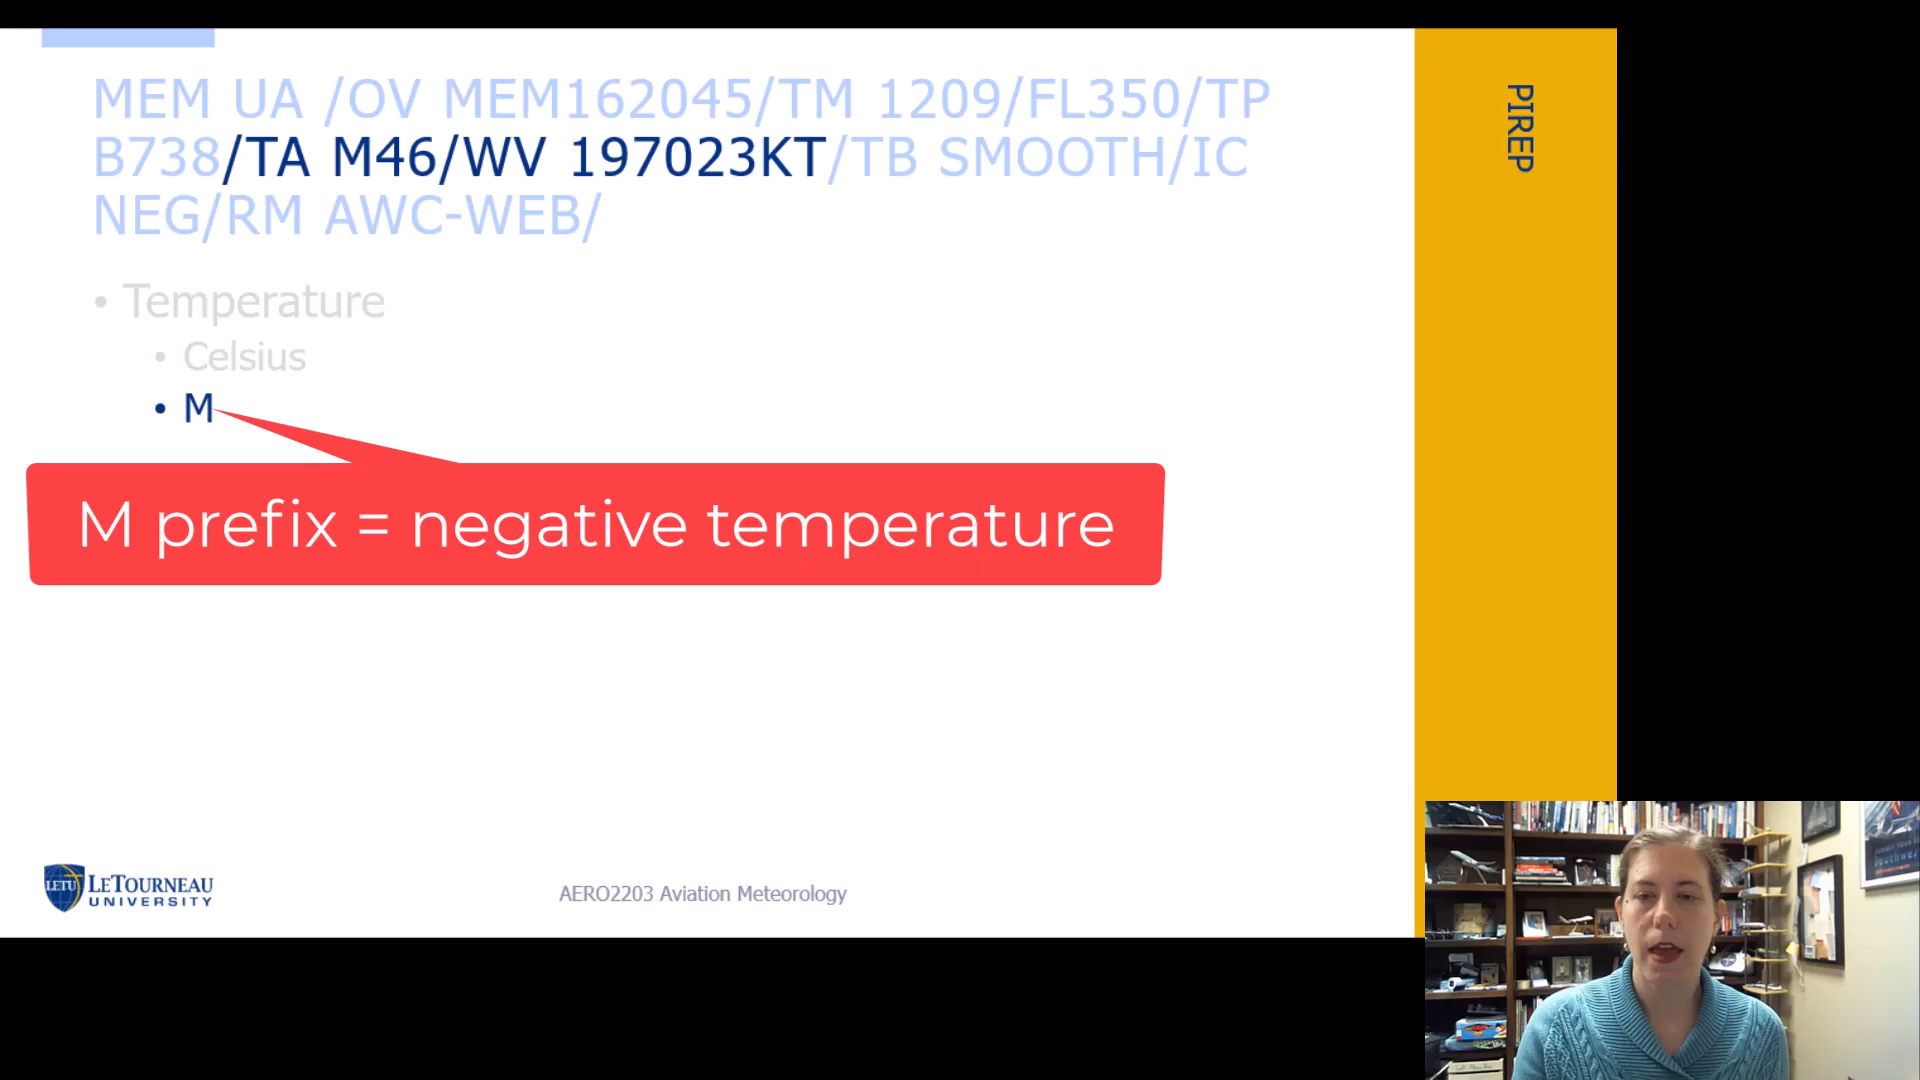 MEM UA /OV MEM162045/TM 1209/FL350/TP
B738/TA M46/WV 197023KT/TB SMOOTH/IC
NEG/RM AWC-WEB/
PIREP
• Temperature
• Celsius
• M
M prefix = negative temperature
LETU LETOURNEAU
UNIVERSITY
AERO2203 Aviation Meteorology